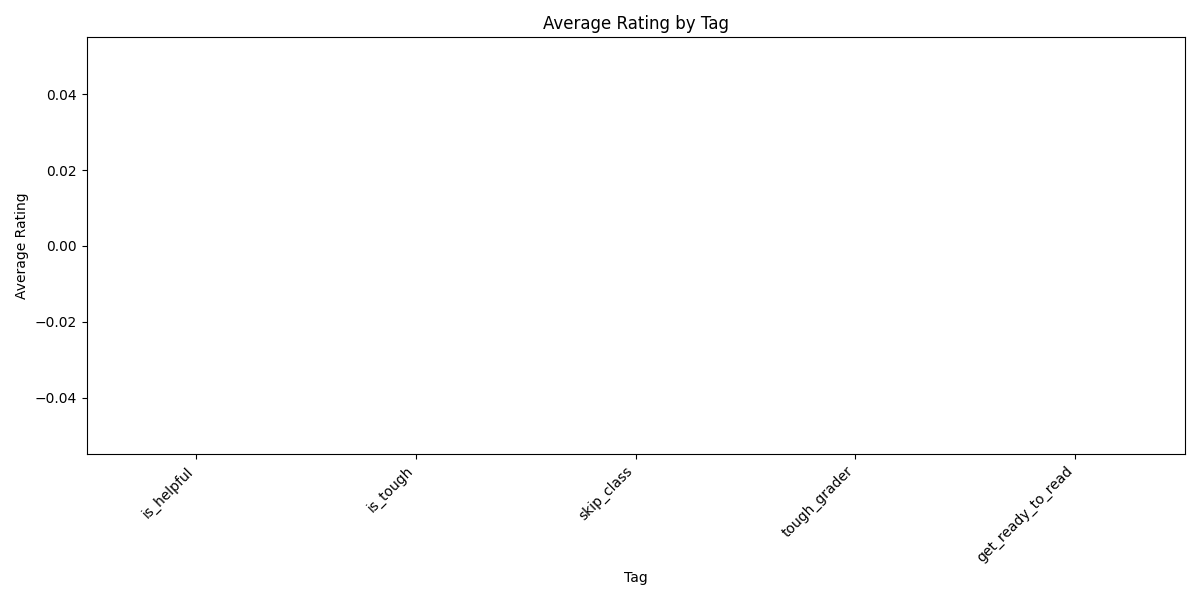 Average Rating by Tag
Average Rating
0.04
0.02
0.00
−0.02
−0.04
is_helpful
is_tough
skip_class
tough_grader
get_ready_to_read
Tag